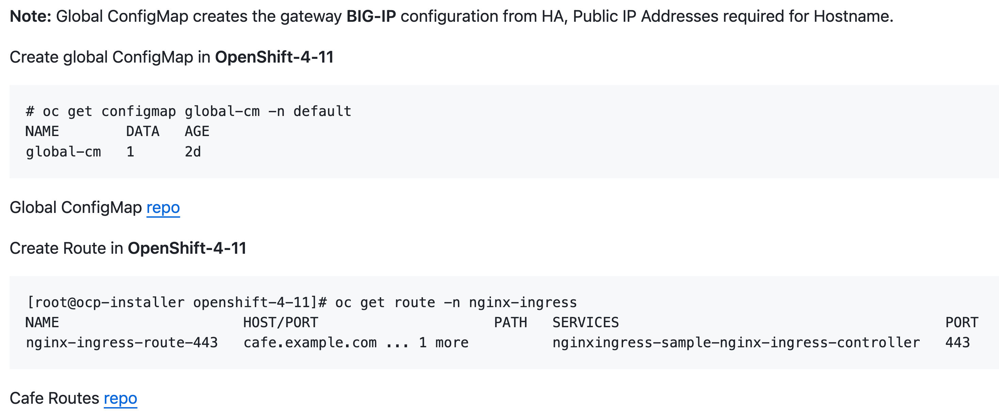 Note: Global ConfigMap creates the gateway BIG-IP configuration from HA, Public IP Addresses required for Hostname.
Create global ConfigMap in OpenShift-4-11
# oc get configmap global-cm -n default
NAME        DATA   AGE
global-cm   1      2d
Global ConfigMap repo
Create Route in OpenShift-4-11
[root@ocp-installer openshift-4-11]# oc get route -n nginx-ingress
NAME                      HOST/PORT                     PATH   SERVICES                                       PORT
nginx-ingress-route-443   cafe.example.com ... 1 more          nginxingress-sample-nginx-ingress-controller   443
Cafe Routes repo